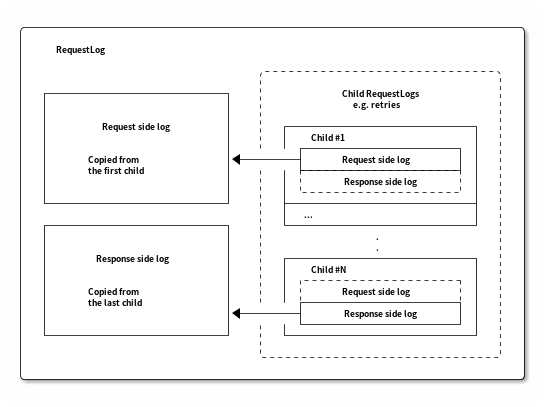 RequestLog
Request side log
Copied from
the first child
Response side log
Copied from
the last child
Child RequestLogs
e.g. retries
Child #1
Request side log
Response side log
...
Child #N
Request side log
Response side log